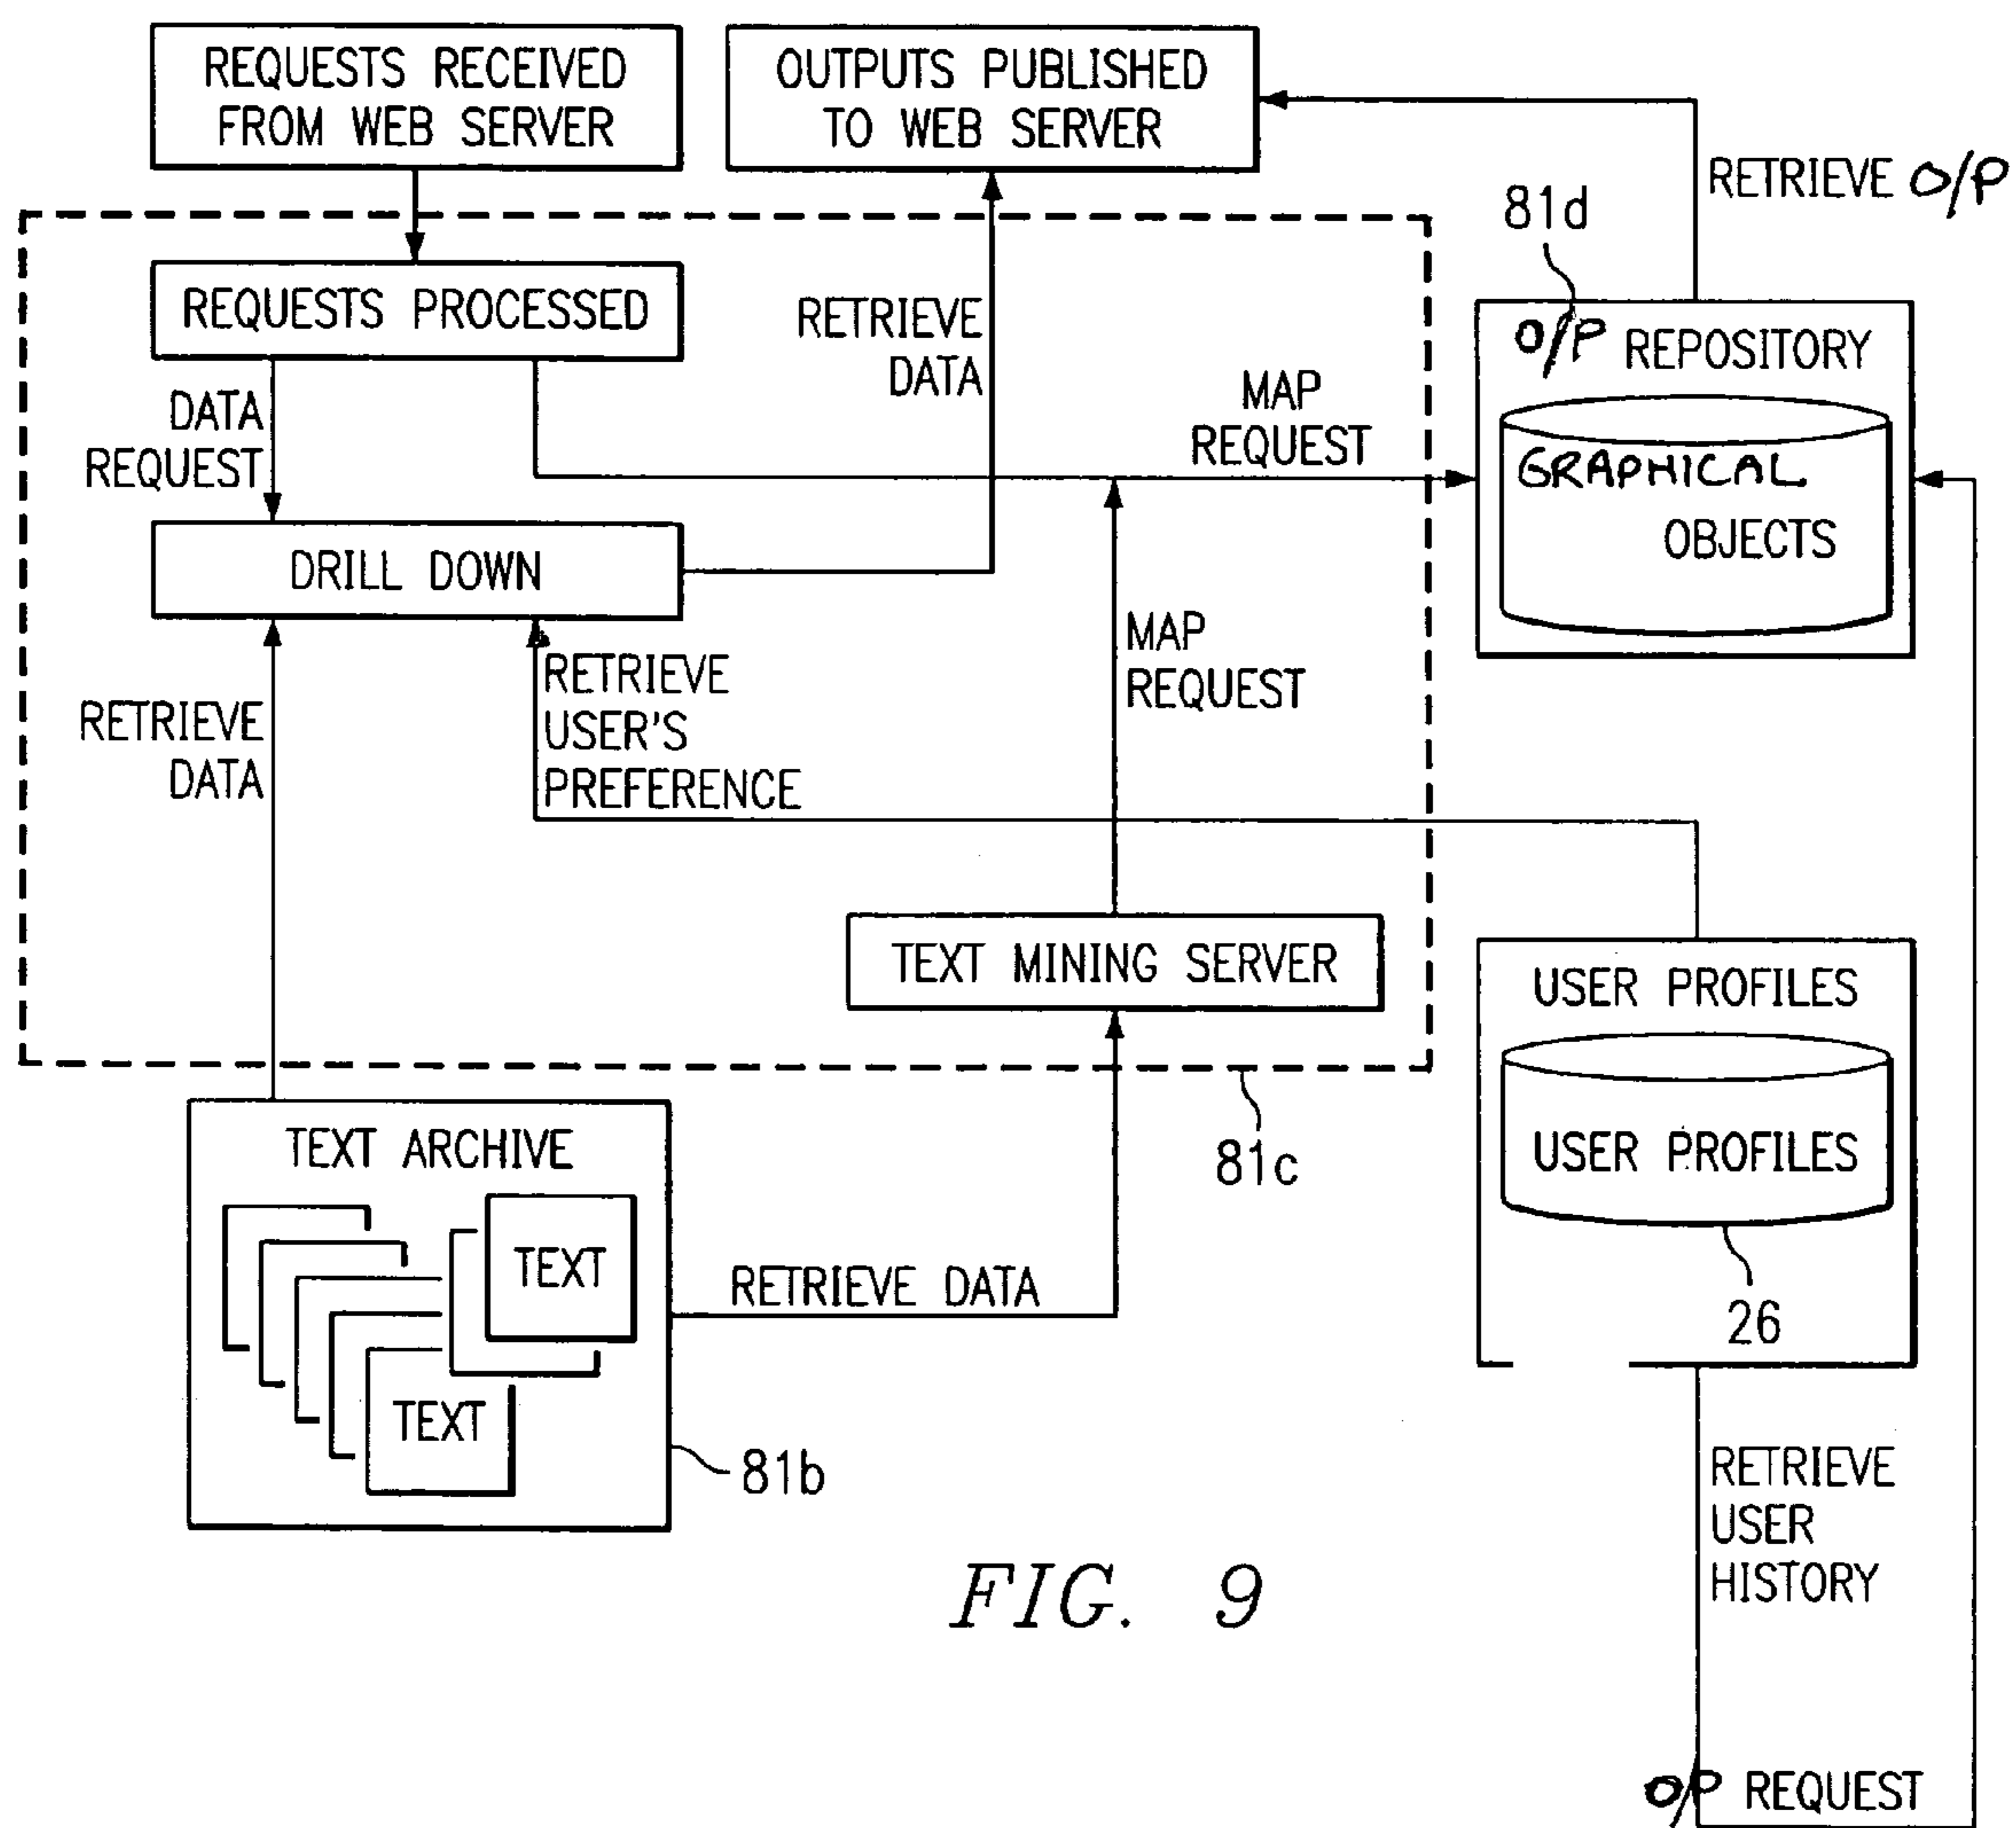 REQUESTS RECEIVED
FROM WEB SERVER
OUTPUTS PUBLISHED
TO WEB SERVER
RETRIEVE O/P
81d
REQUESTS PROCESSED
RETRIEVE
DATA
O/P REPOSITORY
GRAPHICAL
OBJECTS
DATA
REQUEST
MAP
REQUEST
DRILL DOWN
RETRIEVE
USER'S
PREFERENCE
MAP
REQUEST
RETRIEVE
DATA
TEXT MINING SERVER
USER PROFILES
USER PROFILES
26
81c
TEXT ARCHIVE
TEXT
TEXT
81b
RETRIEVE DATA
RETRIEVE
USER
HISTORY
O/P REQUEST
FIG. 9